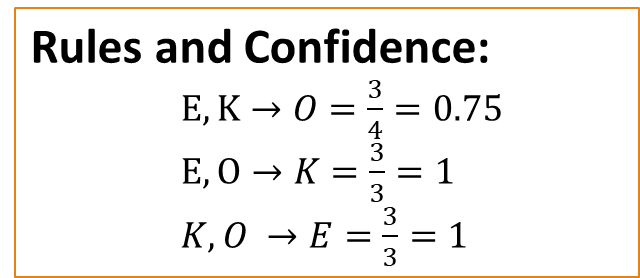 Rules and Confidence:
E, K → O = 3/4 = 0.75
E, O → K = 3/3 = 1
K, O → E = 3/3 = 1